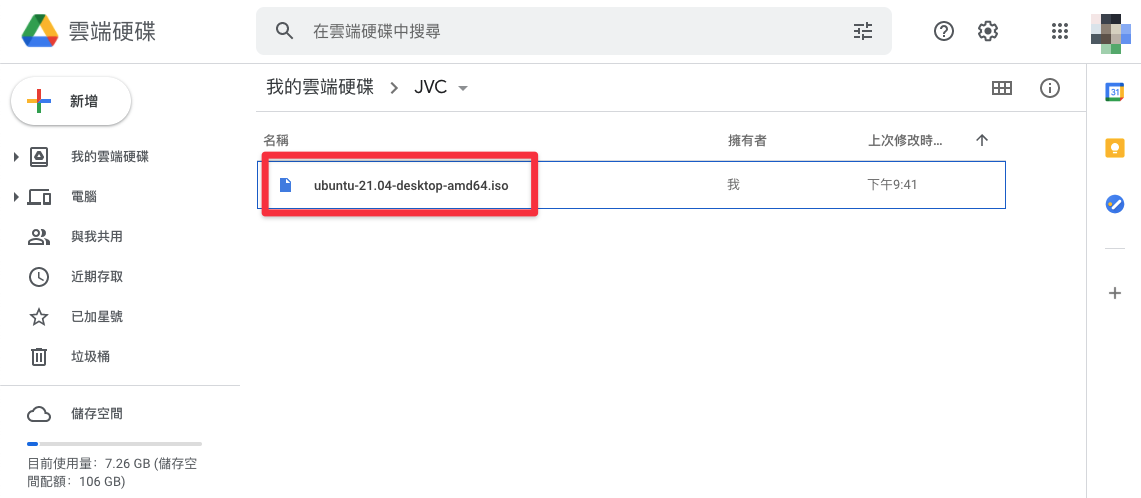 雲端硬碟
在雲端硬碟中搜尋
新增
我的雲端硬碟
電腦
與我共用
近期存取
已加星號
垃圾桶
儲存空間
目前使用量: 7.26 GB (儲存空
間配額: 106 GB)
我的雲端硬碟 JVC
名稱 擁有者 上次修改時...
ubuntu-21.04-desktop-amd64.iso 我 下午9:41
31